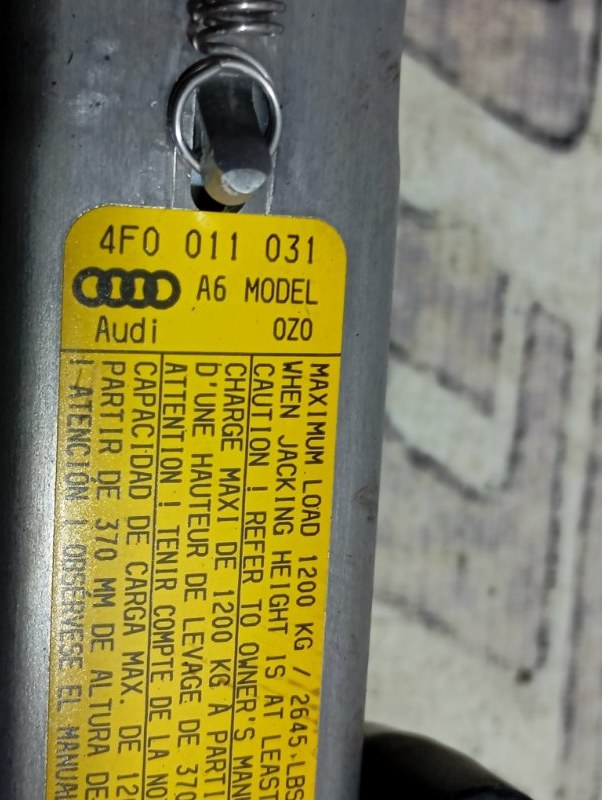 4F0 011 031
A6 MODEL
Audi 0Z0
MAXIMUM LOAD 1200 KG / 2645 LBS
WHEN JACKING HEIGHT IS AT LEAST
CAUTION ! REFER TO OWNER'S
CHARGE MAXI DE 1200 KG À
D'UNE HAUTEUR DE LEVAGE DE 370
ATTENTION ! TENIR COMPTE DE LA
CAPACIDAD DE CARGA MAX. DE
PARTIR DE 370 MM DE ALTURA DE
! ATENCIÓN ! OBSÉRVESE EL